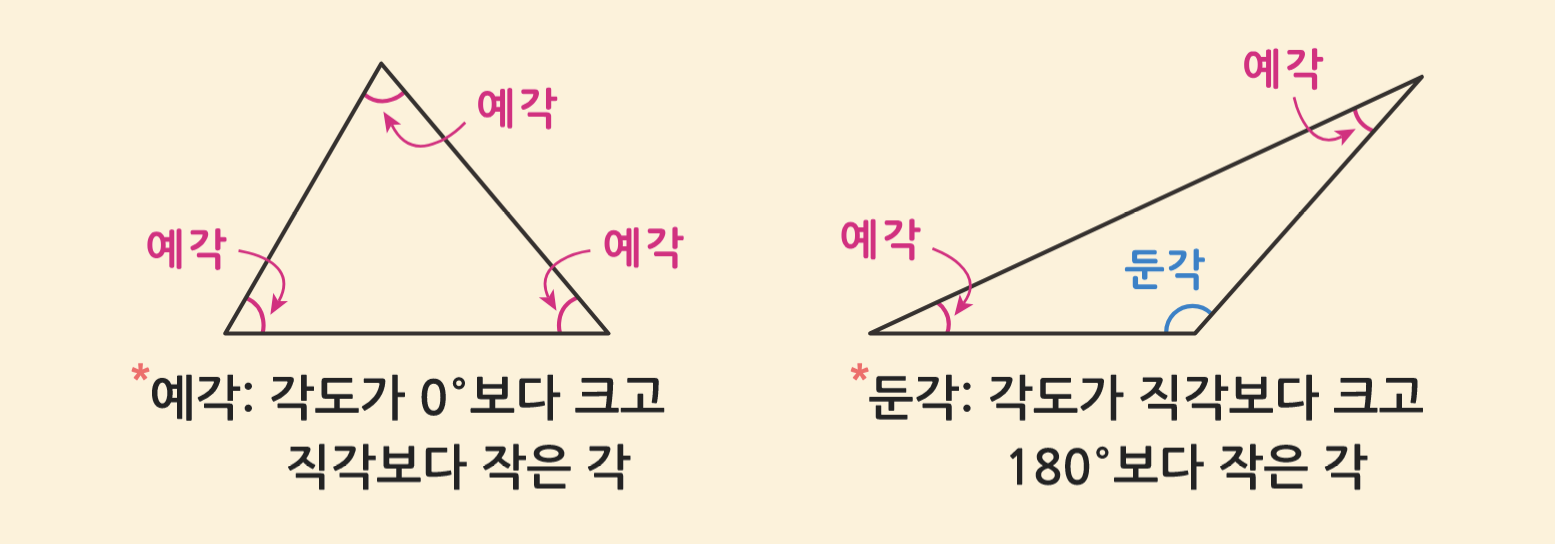 예각
예각
예각
*예각: 각도가 0°보다 크고
직각보다 작은 각
예각
예각
둔각
*둔각: 각도가 직각보다 크고
180°보다 작은 각